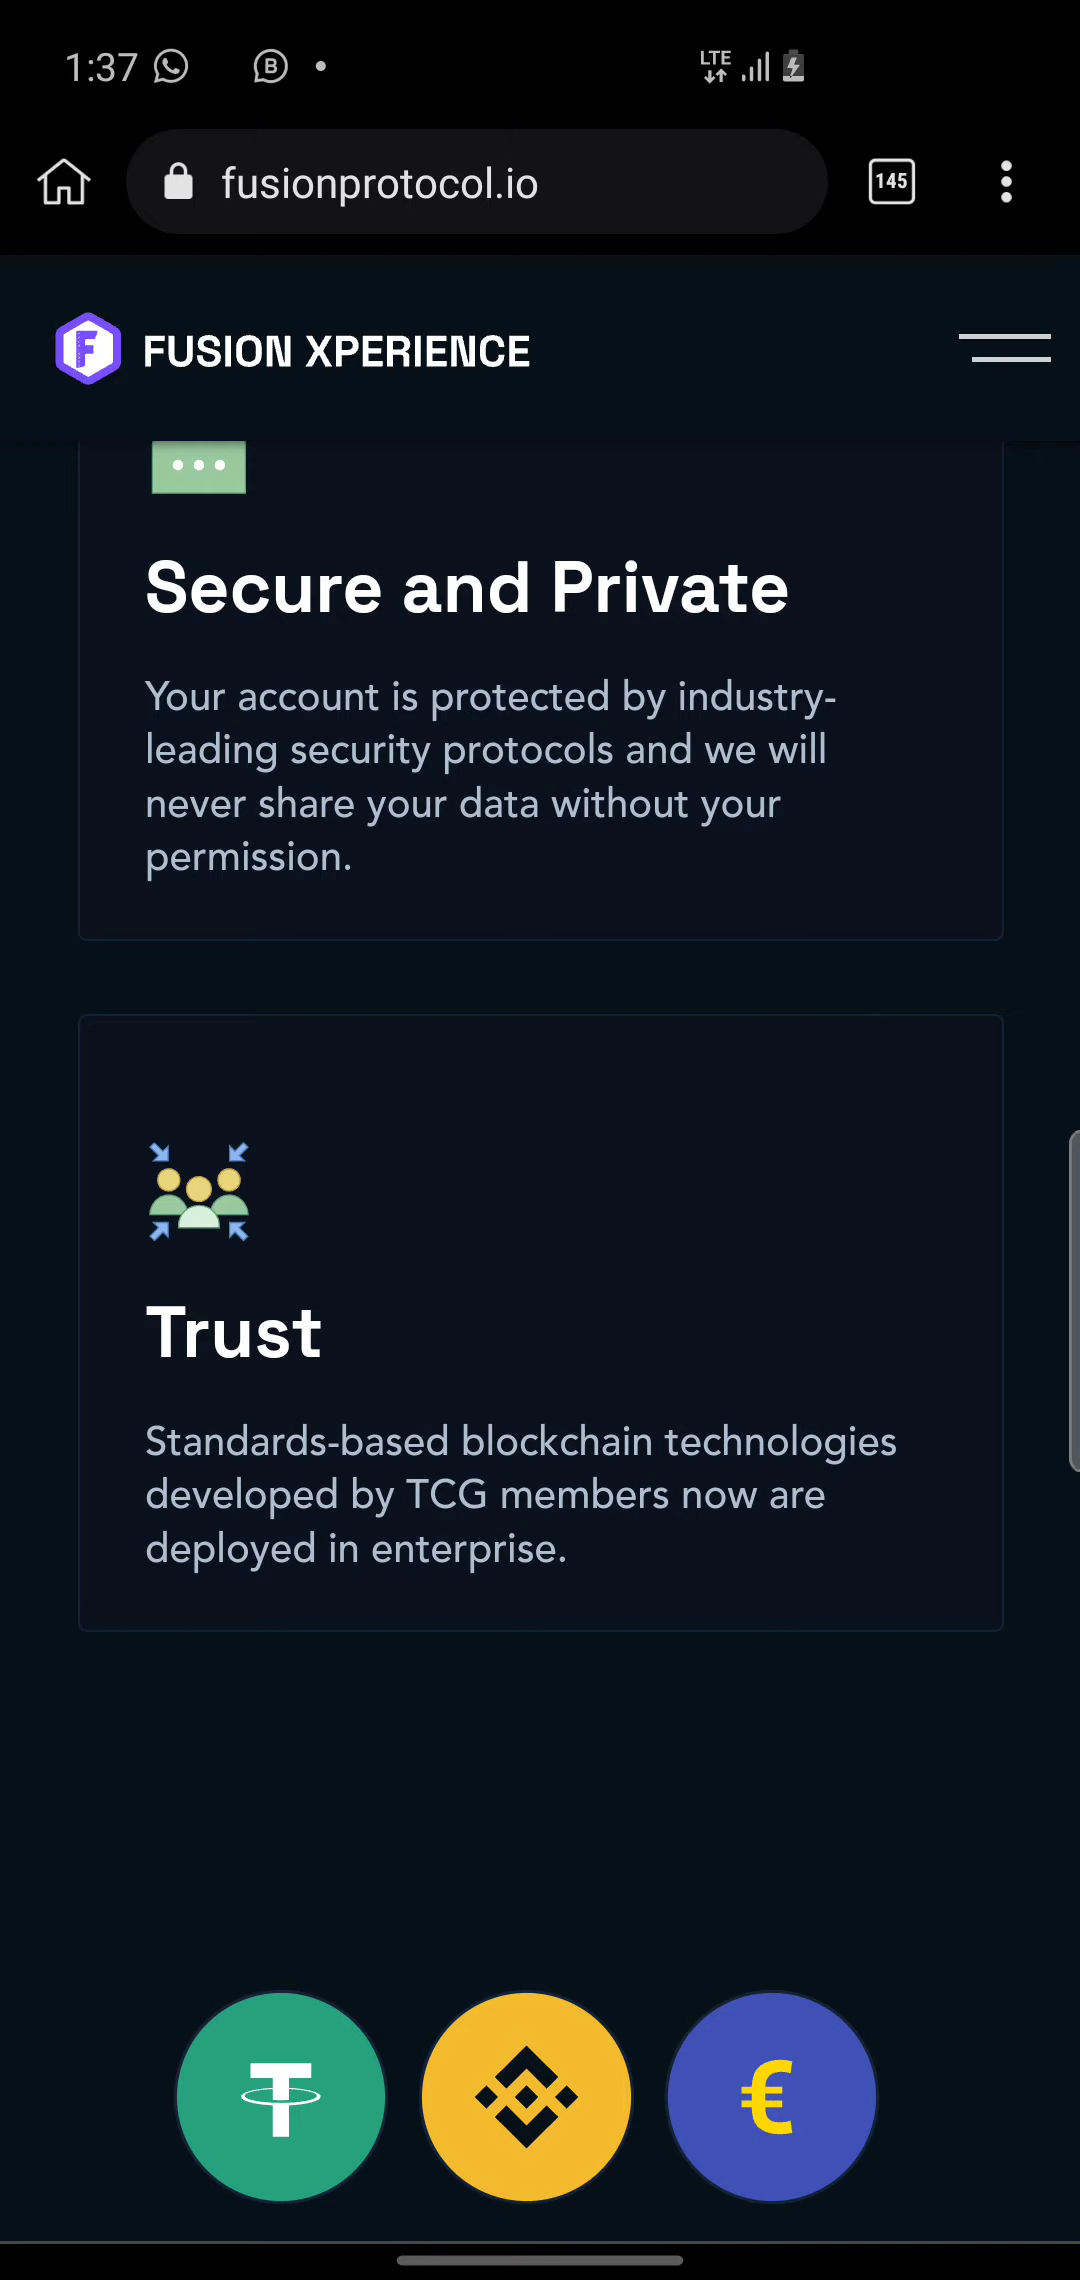 1:37
LTE
fusionprotocol.io
145
FUSION XPERIENCE
Secure and Private
Your account is protected by industry-
leading security protocols and we will
never share your data without your
permission.
Trust
Standards-based blockchain technologies
developed by TCG members now are
deployed in enterprise.